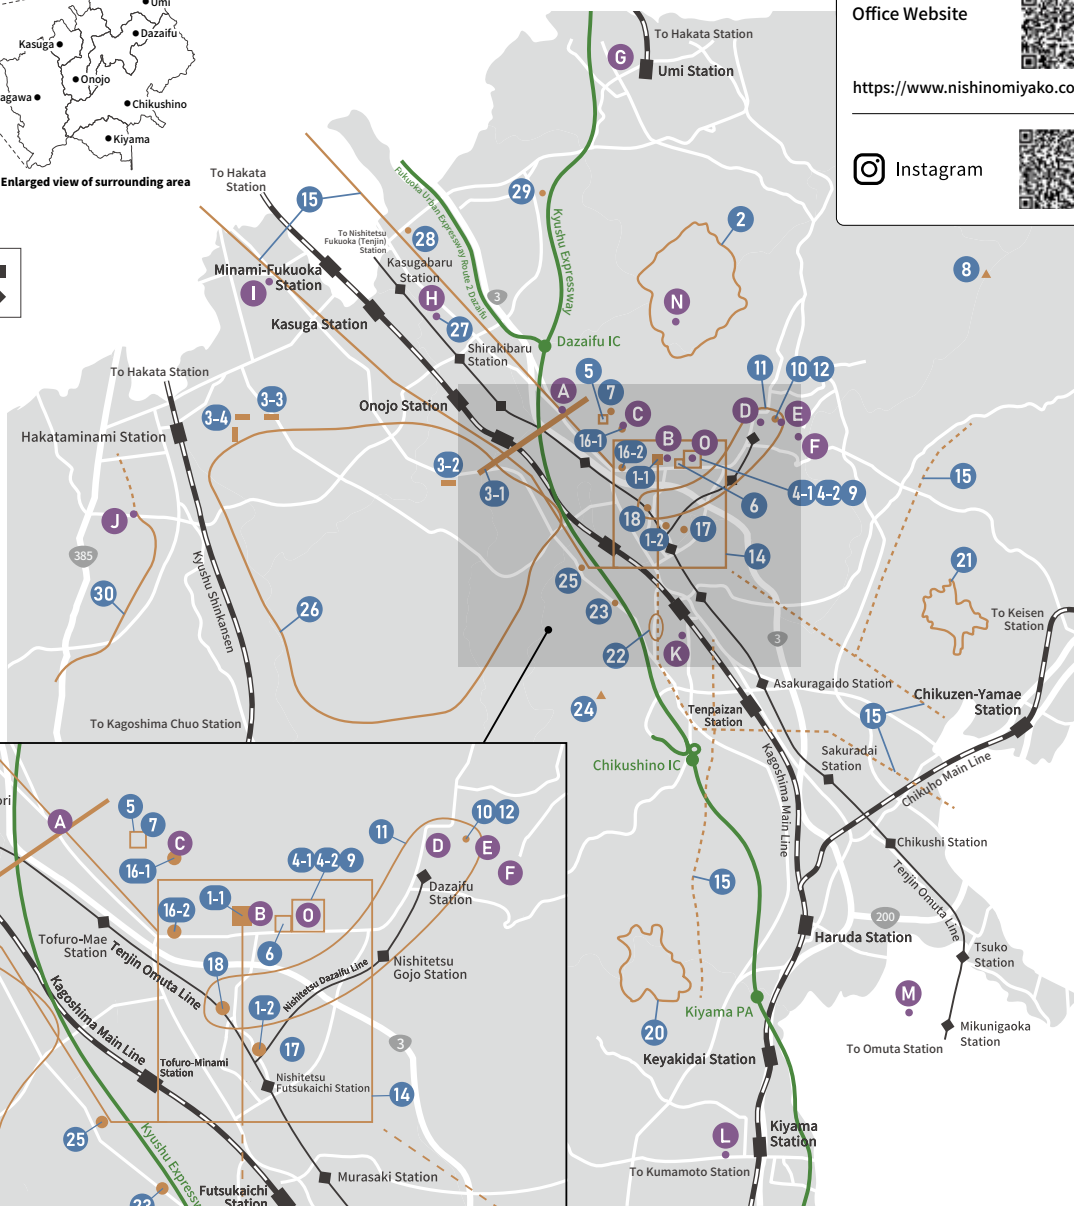 Umi
Dazaifu
Kasuga
Onojo
agawa
Chikushino
Kiyama
Enlarged view of surrounding area
Office Website
https://www.nishinomiyako.co
Instagram
To Hakata Station
G
Umi Station
To Hakata
Station
15
29
2
To Nishitetsu
Fukuoka (Tenjin)
Station
28
Fukuoka Urban Expressway Route 2 Dazaifu
Kyushu Expressway
Kasugabaru
Station
8
Minami-Fukuoka
Station
I
H
3
N
Kasuga Station
27
Shirakibaru
Station
Dazaifu IC
To Hakata Station
5
11
10
12
3-3
3-4
Onojo Station
A
7
C
D
E
Hakataminami Station
16-1
B
O
F
3-2
16-2
1-1
15
3-1
4-1
4-2
9
6
J
18
17
1-2
385
14
21
Kyushu Shinkansen
25
30
26
23
To Keisen
Station
22
K
3
Asakuragaido Station
Chikuzen-Yamae
Station
24
Tenpaizan
Station
15
To Kagoshima Chuo Station
Chikushino IC
Kagoshima Main Line
Sakuradai
Station
Chikuho Main Line
Chikushi Station
Tenjin Omuta Line
15
200
Haruda Station
Tsuko
Station
M
Kiyama PA
20
Mikunigaoka
Station
To Omuta Station
Keyakidai Station
L
Kiyama
Station
To Kumamoto Station
ori
A
5
7
C
16-1
11
10
12
D
E
F
4-1
4-2
9
Dazaifu
Station
16-2
1-1
B
O
6
Tofuro-Mae
Station
Tenjin Omuta Line
18
Nishitetsu Dazaifu Line
Nishitetsu
Gojo Station
1-2
17
Kagoshima Main Line
3
Tofuro-Minami
Station
Nishitetsu
Futsukaichi Station
14
25
Kyushu Expressw
Murasaki Station
23
Futsukaichi
Station